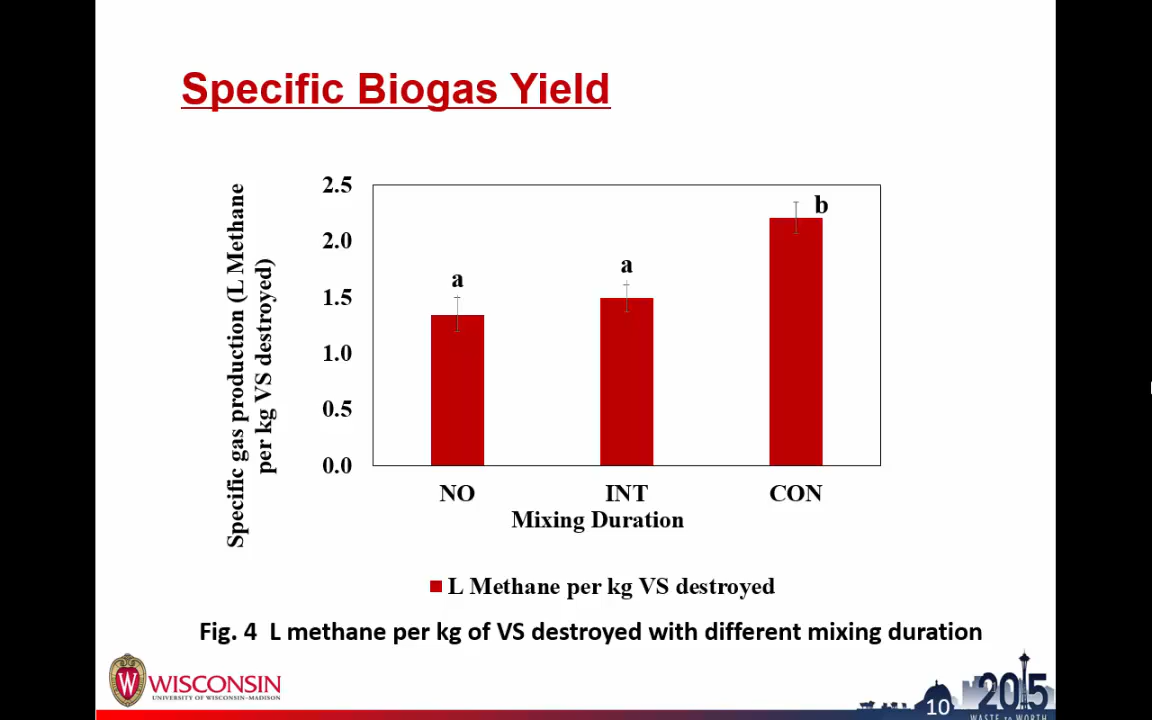 Specific Biogas Yield
Specific gas production (L Methane
per kg VS destroyed)
2.5
2.0
1.5
1.0
0.5
0.0
a
a
b
NO INT CON
Mixing Duration
L Methane per kg VS destroyed
Fig. 4 L methane per kg of VS destroyed with different mixing duration
W WISCONSIN
UNIVERSITY OF WISCONSIN-MADISON
10
2015
WASTE to WORTH